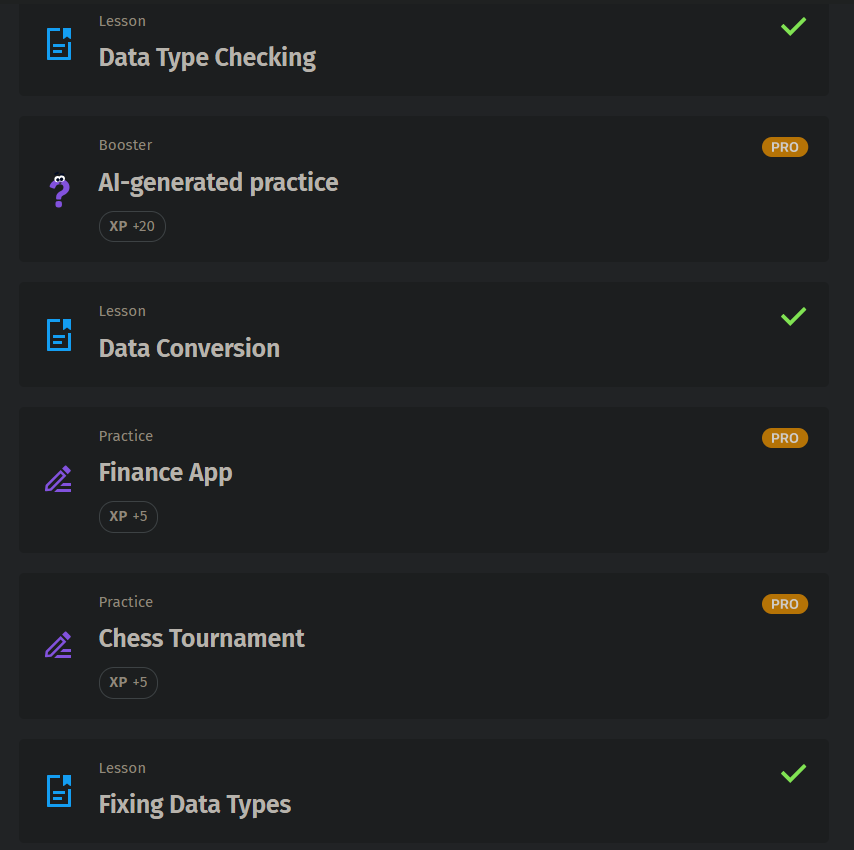 Lesson
Data Type Checking
Booster
PRO
AI-generated practice
XP +20
Lesson
Data Conversion
Practice
PRO
Finance App
XP +5
Practice
PRO
Chess Tournament
XP +5
Lesson
Fixing Data Types